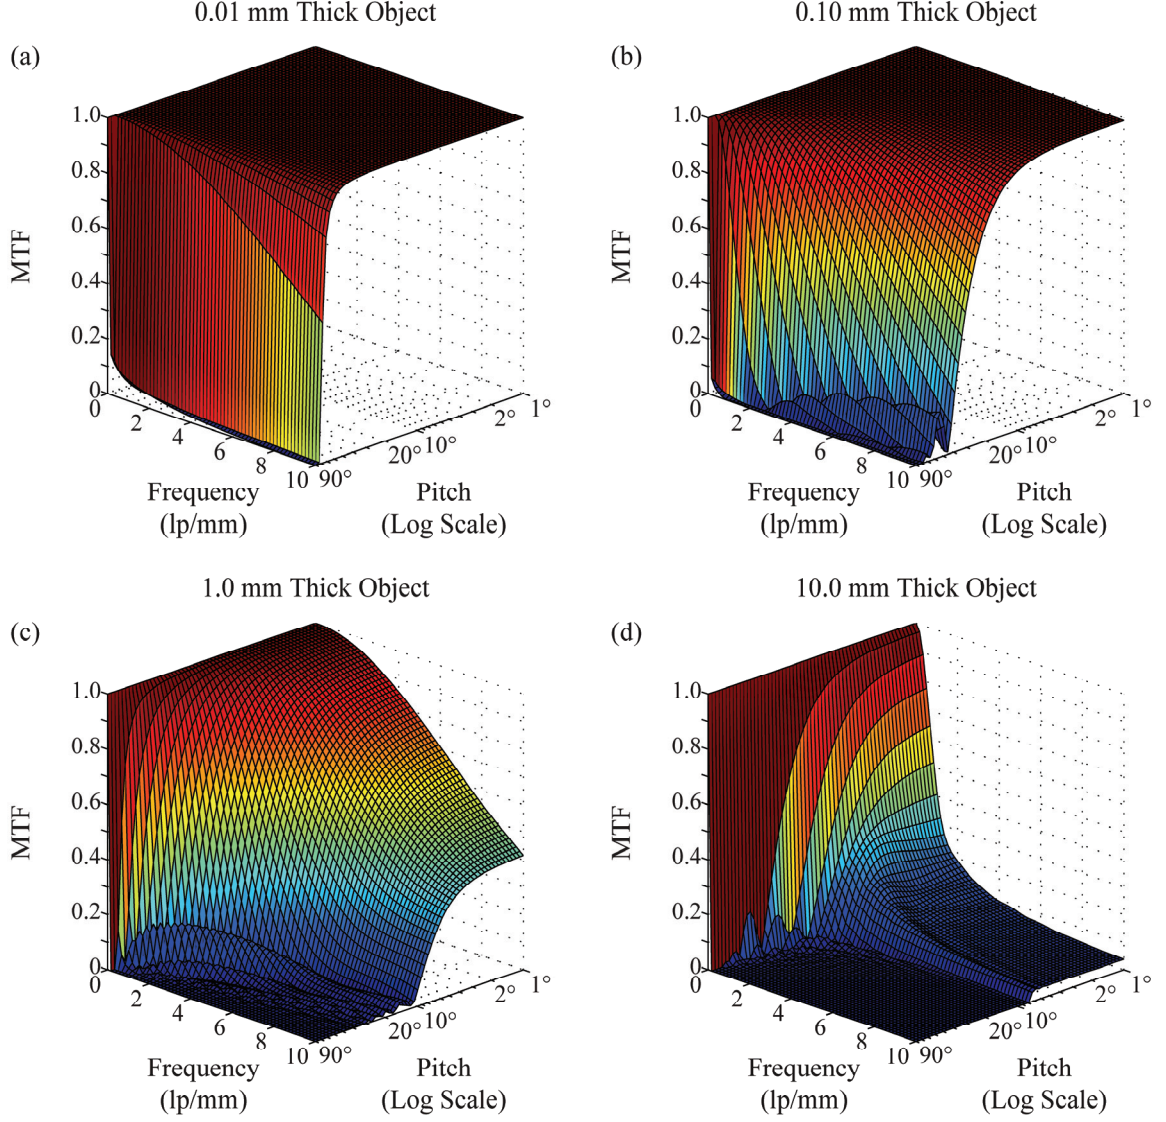 0.01 mm Thick Object
0.10 mm Thick Object
(a)
(b)
1.0
0.8
0.6
0.4
0.2
0
MTF
0
2
4
6
8
10
90°
20°
10°
2°
1°
Frequency
(lp/mm)
Pitch
(Log Scale)
1.0
0.8
0.6
0.4
0.2
0
MTF
0
2
4
6
8
10
90°
20°
10°
2°
1°
Frequency
(lp/mm)
Pitch
(Log Scale)
1.0 mm Thick Object
10.0 mm Thick Object
(c)
(d)
1.0
0.8
0.6
0.4
0.2
0
MTF
0
2
4
6
8
10
90°
20°
10°
2°
1°
Frequency
(lp/mm)
Pitch
(Log Scale)
1.0
0.8
0.6
0.4
0.2
0
MTF
0
2
4
6
8
10
90°
20°
10°
2°
1°
Frequency
(lp/mm)
Pitch
(Log Scale)